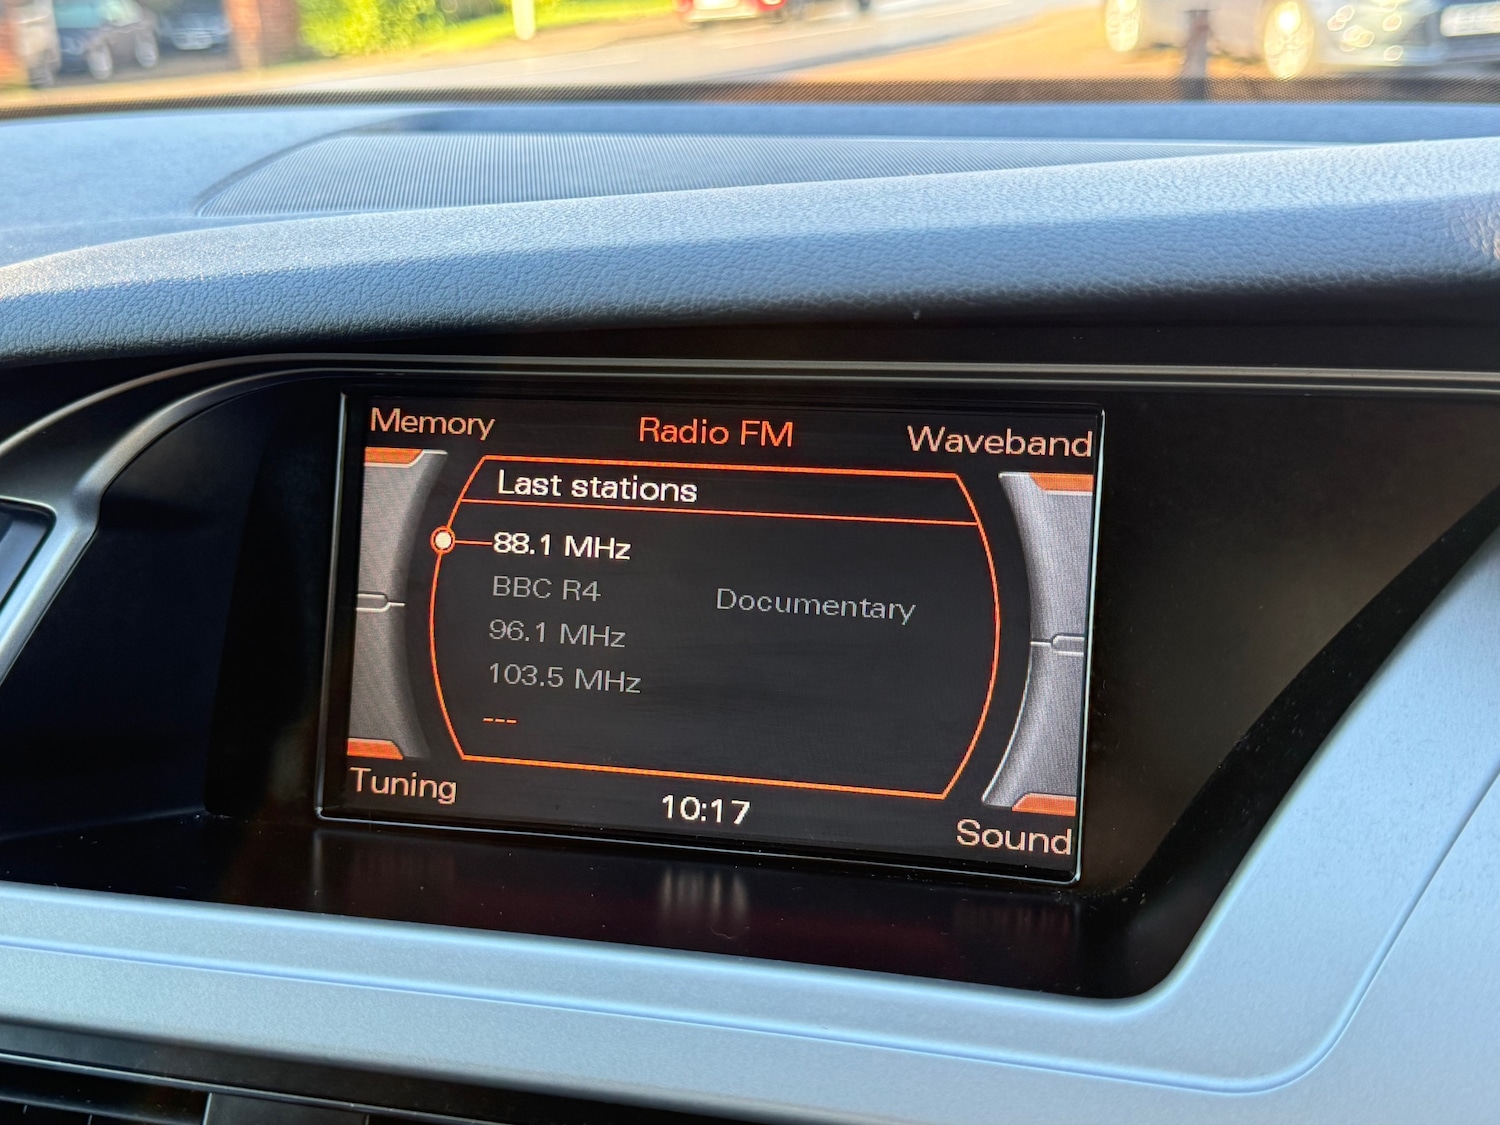 Memory
Radio FM
Waveband
Last stations
88.1 MHz
BBC R4 Documentary
96.1 MHz
103.5 MHz
---
Tuning
10:17
Sound